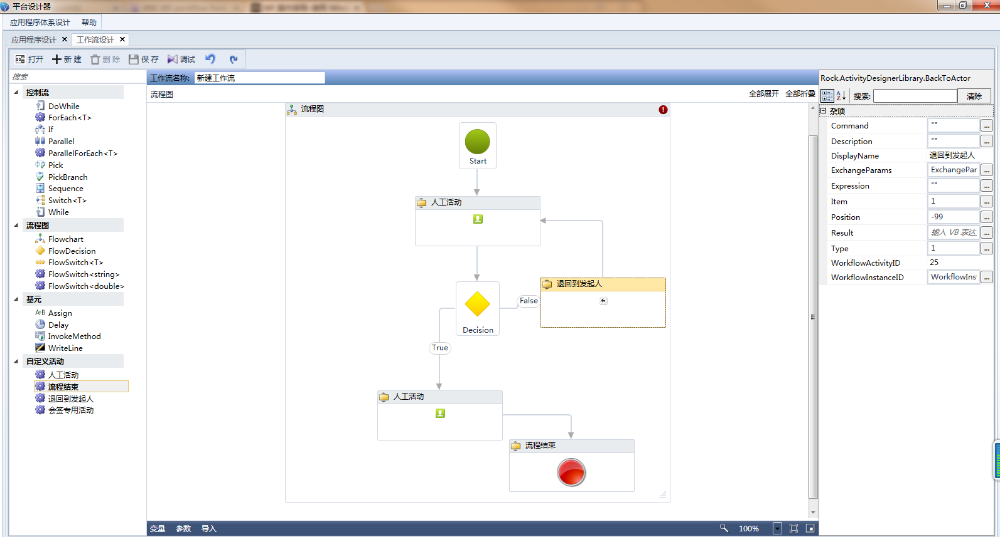 平台设计器
应用程序体系设计 帮助
应用程序设计 工作流设计
打开 新建 删除 保存 调试
搜索
控制流
DoWhile
ForEach<T>
If
Parallel
ParallelForEach<T>
Pick
PickBranch
Sequence
Switch<T>
While
流程图
Flowchart
FlowDecision
FlowSwitch<T>
FlowSwitch<string>
FlowSwitch<double>
基元
Assign
Delay
InvokeMethod
WriteLine
自定义活动
人工活动
流程结束
退回到发起人
会签专用活动
工作流名称: 新建工作流
流程图 全部展开 全部折叠
流程图
Start
人工活动
退回到发起人
False
Decision
True
人工活动
流程结束
变量 参数 导入 100%
Rock.ActivityDesignerLibrary.BackToActor
搜索: 清除
杂项
Command "" ...
Description "" ...
DisplayName 退回到发起人
ExchangeParams ExchangePar ...
Expression "" ...
Item 1 ...
Position -99 ...
Result 输入 VB 表达 ...
Type 1 ...
WorkflowActivityID 25
WorkflowInstanceID WorkflowIns ...